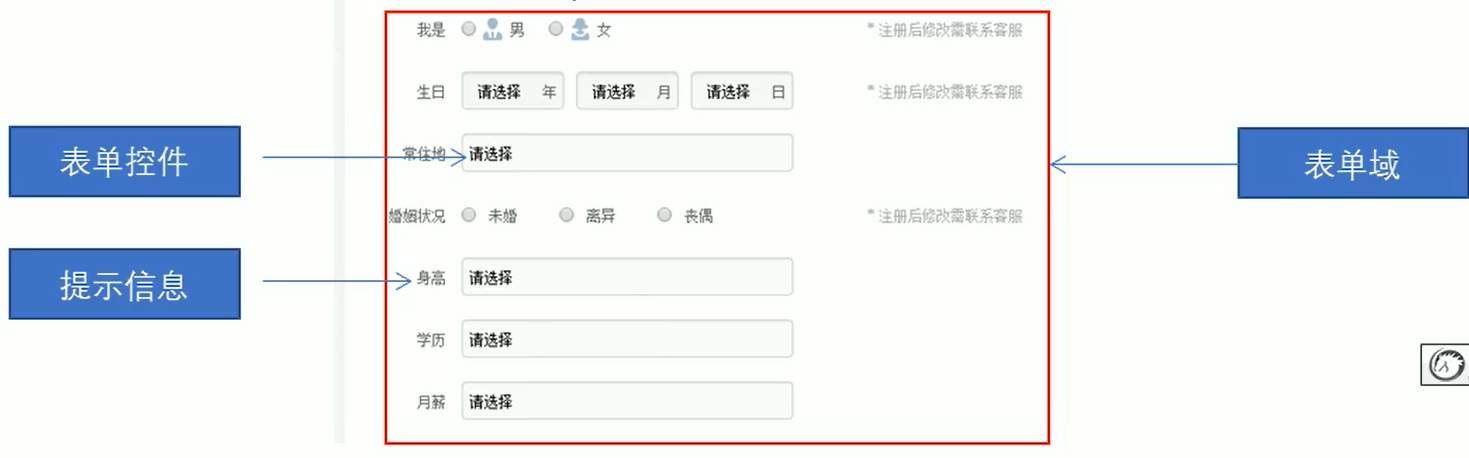 我是 男 女 * 注册后修改需联系客服
生日 请选择 年 请选择 月 请选择 日 * 注册后修改需联系客服
表单控件
常住地 请选择
表单域
婚姻状况 未婚 离异 丧偶 * 注册后修改需联系客服
提示信息
身高 请选择
学历 请选择
月薪 请选择